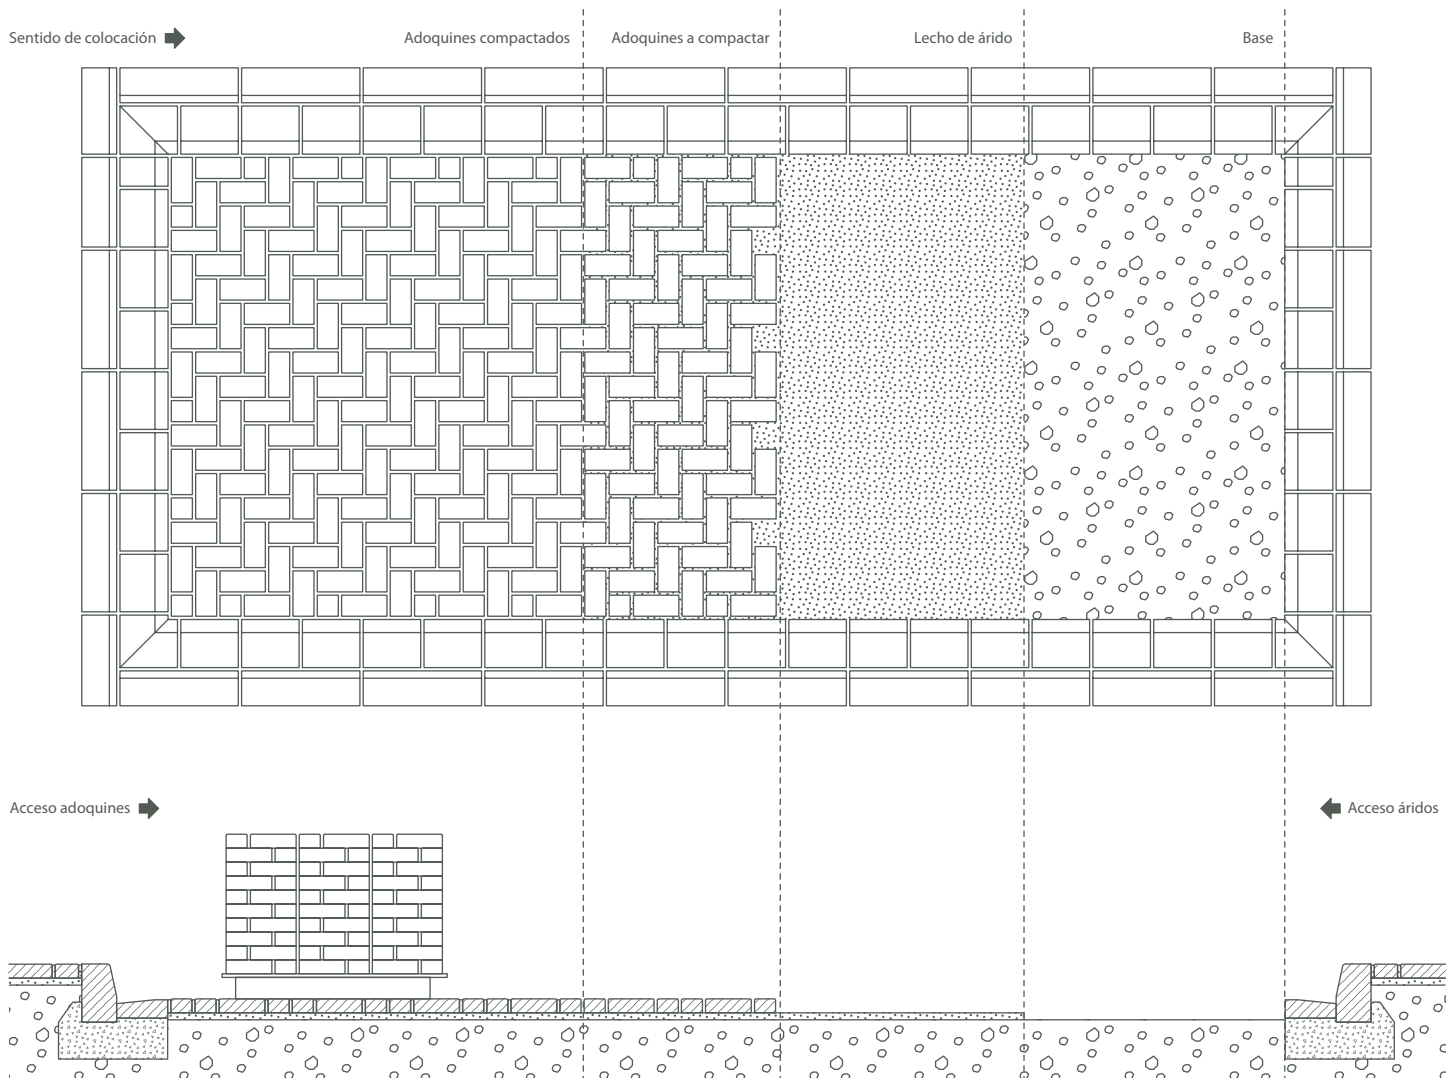 Sentido de colocación
Adoquines compactados
Adoquines a compactar
Lecho de árido
Base
Acceso adoquines
Acceso áridos